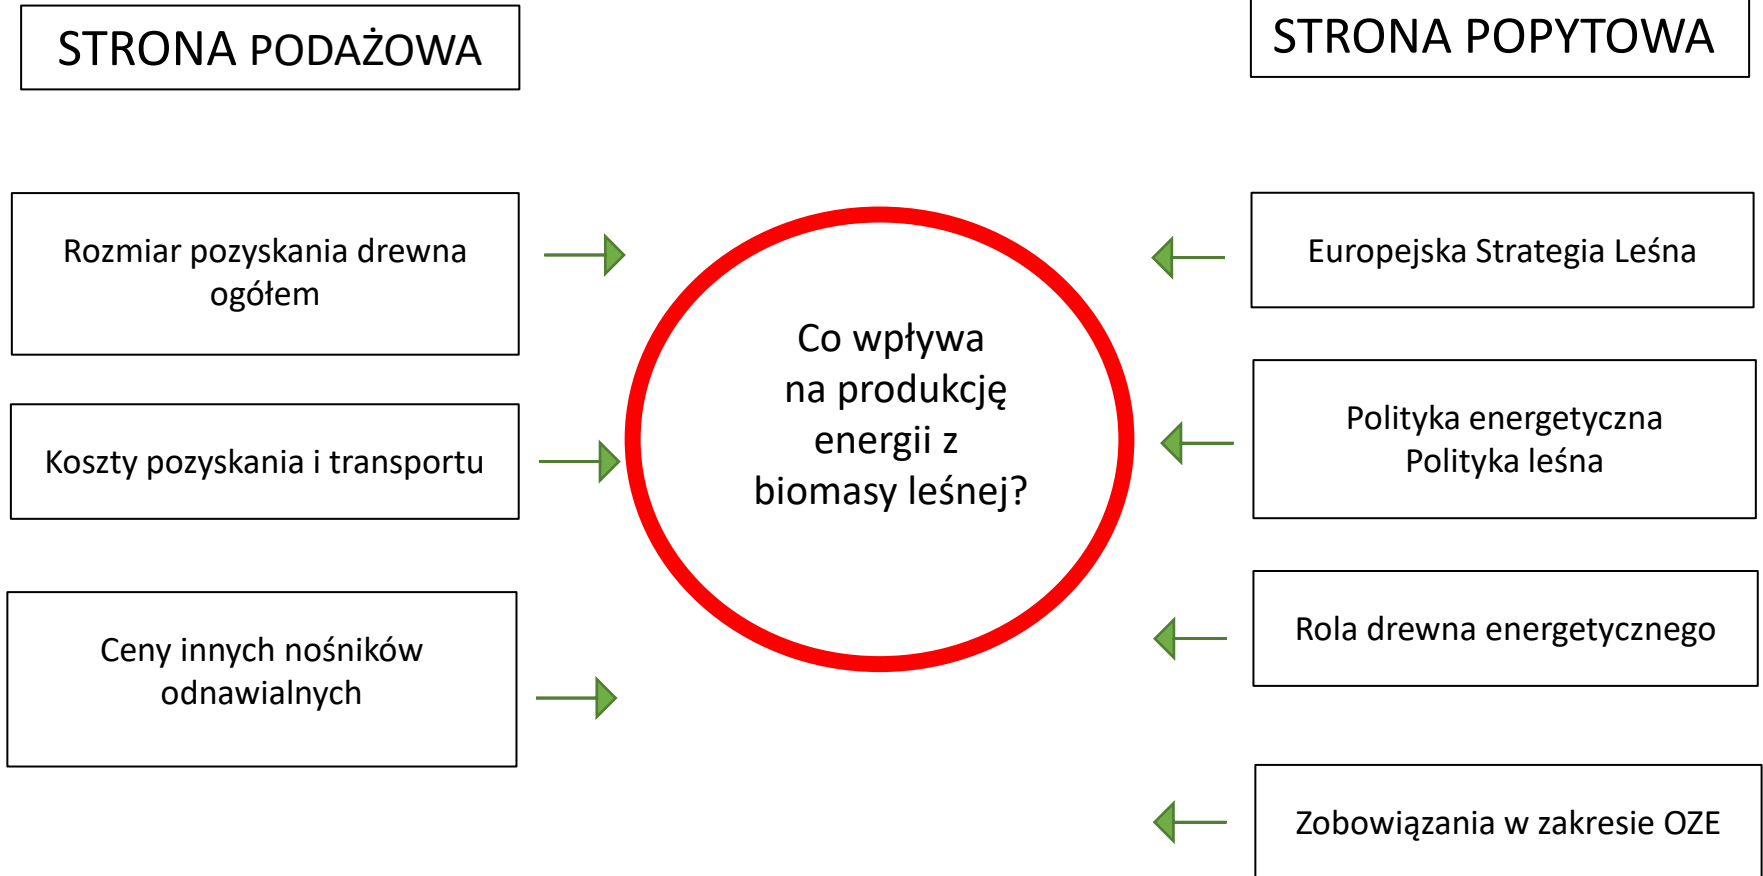 STRONA PODAŻOWA
STRONA POPYTOWA
Rozmiar pozyskania drewna
ogółem
Koszty pozyskania i transportu
Ceny innych nośników
odnawialnych
Co wpływa
na produkcję
energii z
biomasy leśnej?
Europejska Strategia Leśna
Polityka energetyczna
Polityka leśna
Rola drewna energetycznego
Zobowiązania w zakresie OZE